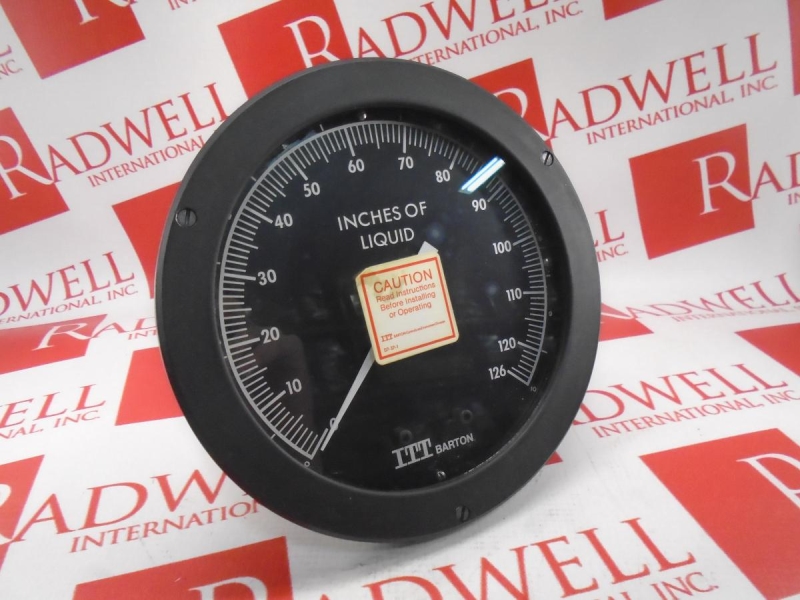 RADWELL
INTERNATIONAL, INC.
INCHES OF
LIQUID
0
10
20
30
40
50
60
70
80
90
100
110
120
126
CAUTION
Read Instructions
Before Installing
or Operating
ITT
ITT BARTON